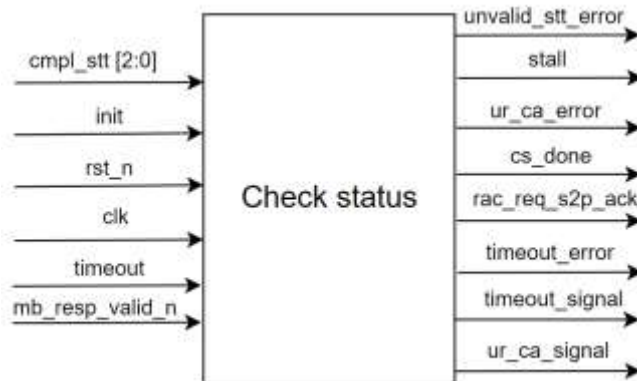 cmpl_stt [2:0]
init
rst_n
clk
timeout
mb_resp_valid_n
Check status
unvalid_stt_error
stall
ur_ca_error
cs_done
rac_req_s2p_ack
timeout_error
timeout_signal
ur_ca_signal